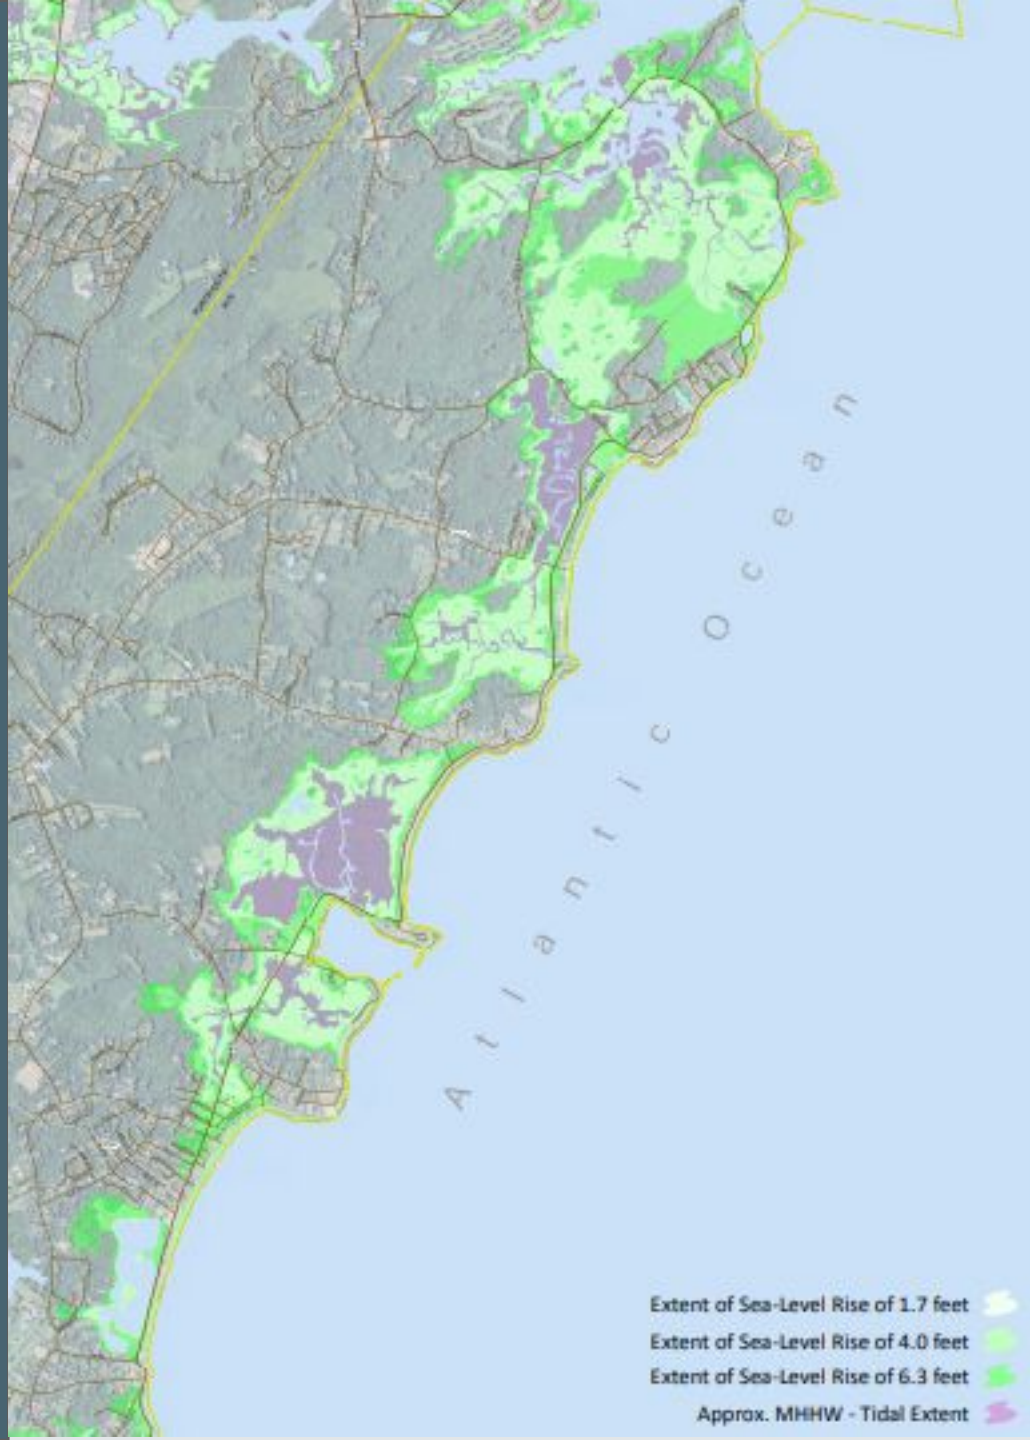 Atlantic Ocean
Extent of Sea-Level Rise of 1.7 feet
Extent of Sea-Level Rise of 4.0 feet
Extent of Sea-Level Rise of 6.3 feet
Approx. MHHW - Tidal Extent